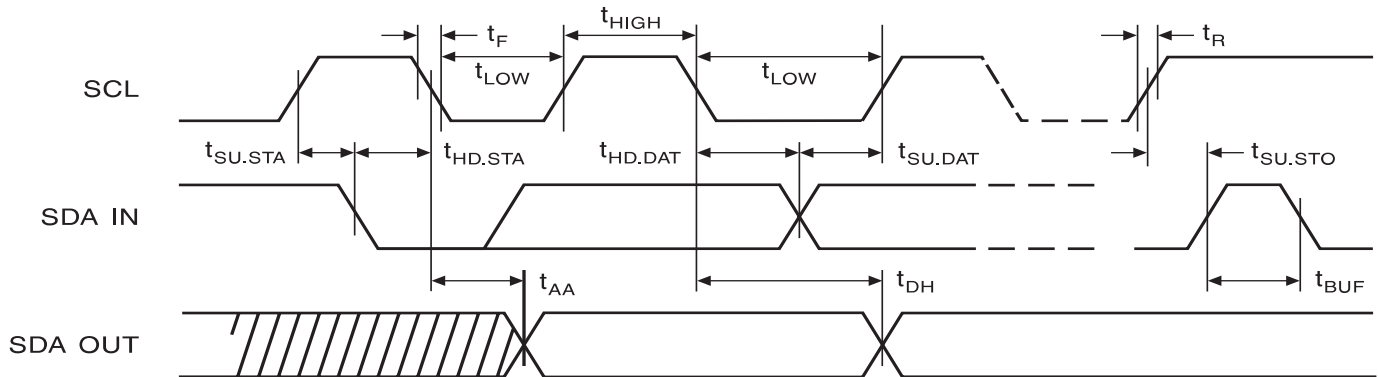 tF
tHIGH
tR
tLOW
tLOW
SCL
tSU.STA
tHD.STA
tHD.DAT
tSU.DAT
tSU.STO
SDA IN
tAA
tDH
tBUF
SDA OUT